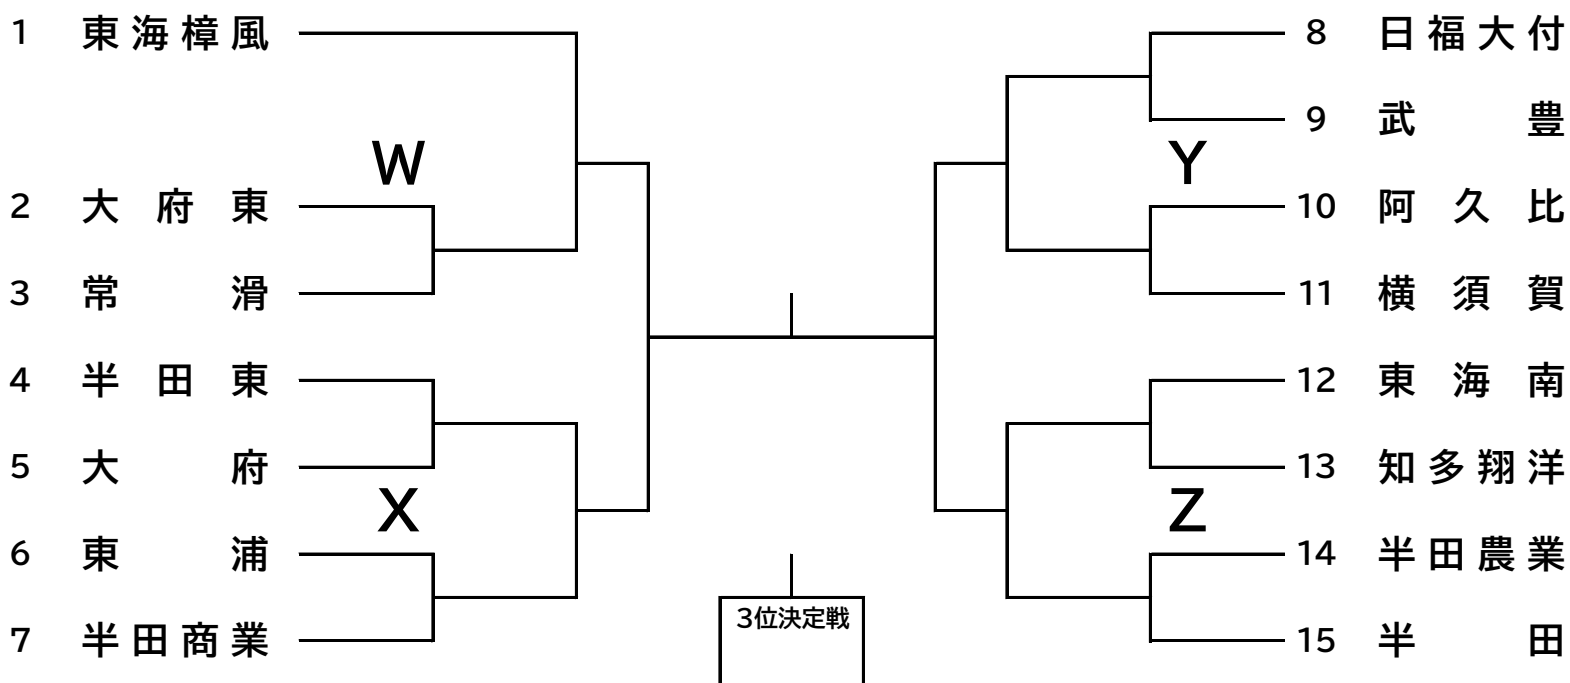 1 東海樟風
W
2 大府東
3 常滑
4 半田東
5 大府
X
6 東浦
7 半田商業
3位決定戦
8 日福大付
9 武豊
Y
10 阿久比
11 横須賀
12 東海南
13 知多翔洋
Z
14 半田農業
15 半田